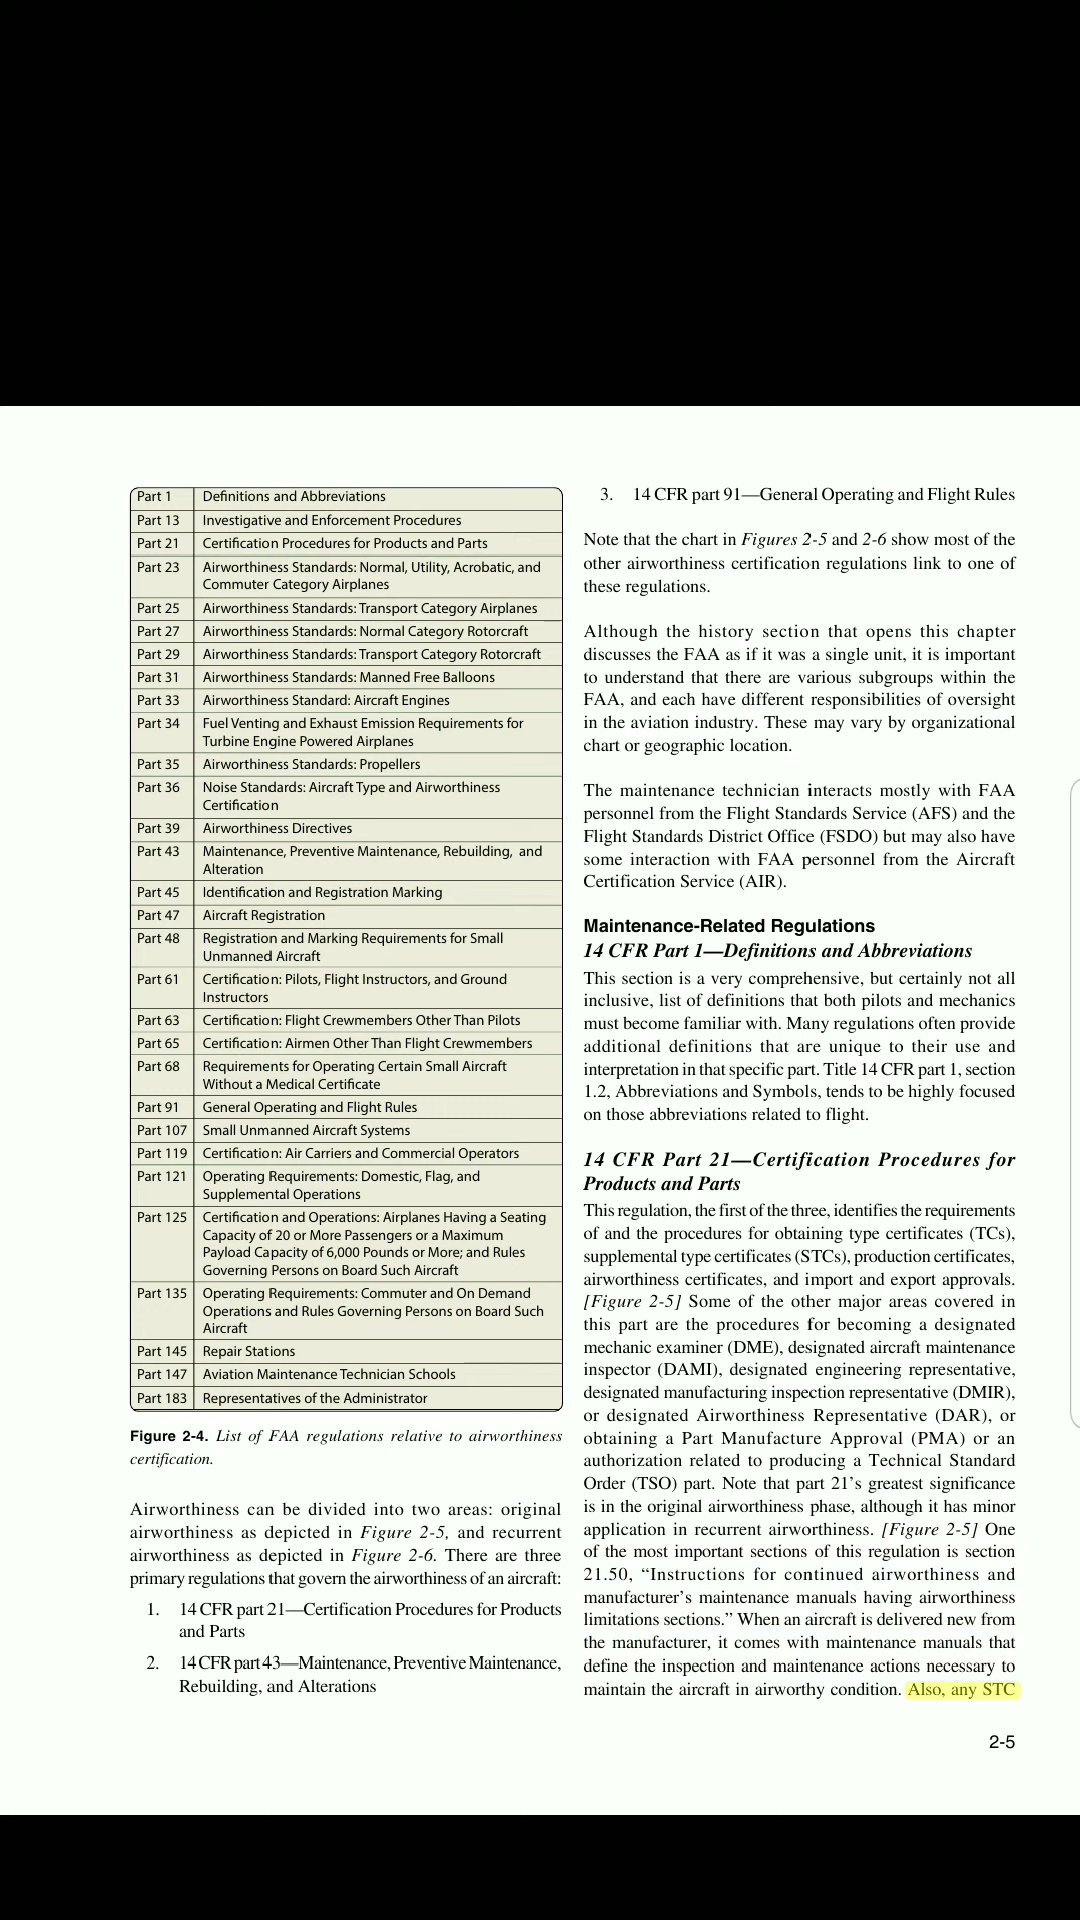 Part 1 Definitions and Abbreviations
Part 13 Investigative and Enforcement Procedures
Part 21 Certification Procedures for Products and Parts
Part 23 Airworthiness Standards: Normal, Utility, Acrobatic, and
Commuter Category Airplanes
Part 25 Airworthiness Standards: Transport Category Airplanes
Part 27 Airworthiness Standards: Normal Category Rotorcraft
Part 29 Airworthiness Standards: Transport Category Rotorcraft
Part 31 Airworthiness Standards: Manned Free Balloons
Part 33 Airworthiness Standard: Aircraft Engines
Part 34 Fuel Venting and Exhaust Emission Requirements for
Turbine Engine Powered Airplanes
Part 35 Airworthiness Standards: Propellers
Part 36 Noise Standards: Aircraft Type and Airworthiness
Certification
Part 39 Airworthiness Directives
Part 43 Maintenance, Preventive Maintenance, Rebuilding, and
Alteration
Part 45 Identification and Registration Marking
Part 47 Aircraft Registration
Part 48 Registration and Marking Requirements for Small
Unmanned Aircraft
Part 61 Certification: Pilots, Flight Instructors, and Ground
Instructors
Part 63 Certification: Flight Crewmembers Other Than Pilots
Part 65 Certification: Airmen Other Than Flight Crewmembers
Part 68 Requirements for Operating Certain Small Aircraft
Without a Medical Certificate
Part 91 General Operating and Flight Rules
Part 107 Small Unmanned Aircraft Systems
Part 119 Certification: Air Carriers and Commercial Operators
Part 121 Operating Requirements: Domestic, Flag, and
Supplemental Operations
Part 125 Certification and Operations: Airplanes Having a Seating
Capacity of 20 or More Passengers or a Maximum
Payload Capacity of 6,000 Pounds or More; and Rules
Governing Persons on Board Such Aircraft
Part 135 Operating Requirements: Commuter and On Demand
Operations and Rules Governing Persons on Board Such
Aircraft
Part 145 Repair Stations
Part 147 Aviation Maintenance Technician Schools
Part 183 Representatives of the Administrator
Figure 2-4. List of FAA regulations relative to airworthiness
certification.
Airworthiness can be divided into two areas: original
airworthiness as depicted in Figure 2-5, and recurrent
airworthiness as depicted in Figure 2-6. There are three
primary regulations that govern the airworthiness of an aircraft:
1. 14 CFR part 21—Certification Procedures for Products
and Parts
2. 14 CFR part 43—Maintenance, Preventive Maintenance,
Rebuilding, and Alterations
3. 14 CFR part 91—General Operating and Flight Rules
Note that the chart in Figures 2-5 and 2-6 show most of the
other airworthiness certification regulations link to one of
these regulations.
Although the history section that opens this chapter
discusses the FAA as if it was a single unit, it is important
to understand that there are various subgroups within the
FAA, and each have different responsibilities of oversight
in the aviation industry. These may vary by organizational
chart or geographic location.
The maintenance technician interacts mostly with FAA
personnel from the Flight Standards Service (AFS) and the
Flight Standards District Office (FSDO) but may also have
some interaction with FAA personnel from the Aircraft
Certification Service (AIR).
Maintenance-Related Regulations
14 CFR Part 1—Definitions and Abbreviations
This section is a very comprehensive, but certainly not all
inclusive, list of definitions that both pilots and mechanics
must become familiar with. Many regulations often provide
additional definitions that are unique to their use and
interpretation in that specific part. Title 14 CFR part 1, section
1.2, Abbreviations and Symbols, tends to be highly focused
on those abbreviations related to flight.
14 CFR Part 21—Certification Procedures for
Products and Parts
This regulation, the first of the three, identifies the requirements
of and the procedures for obtaining type certificates (TCs),
supplemental type certificates (STCs), production certificates,
airworthiness certificates, and import and export approvals.
[Figure 2-5] Some of the other major areas covered in
this part are the procedures for becoming a designated
mechanic examiner (DME), designated aircraft maintenance
inspector (DAMI), designated engineering representative,
designated manufacturing inspection representative (DMIR),
or designated Airworthiness Representative (DAR), or
obtaining a Part Manufacture Approval (PMA) or an
authorization related to producing a Technical Standard
Order (TSO) part. Note that part 21's greatest significance
is in the original airworthiness phase, although it has minor
application in recurrent airworthiness. [Figure 2-5] One
of the most important sections of this regulation is section
21.50, “Instructions for continued airworthiness and
manufacturer's maintenance manuals having airworthiness
limitations sections.” When an aircraft is delivered new from
the manufacturer, it comes with maintenance manuals that
define the inspection and maintenance actions necessary to
maintain the aircraft in airworthy condition. Also, any STC
2-5